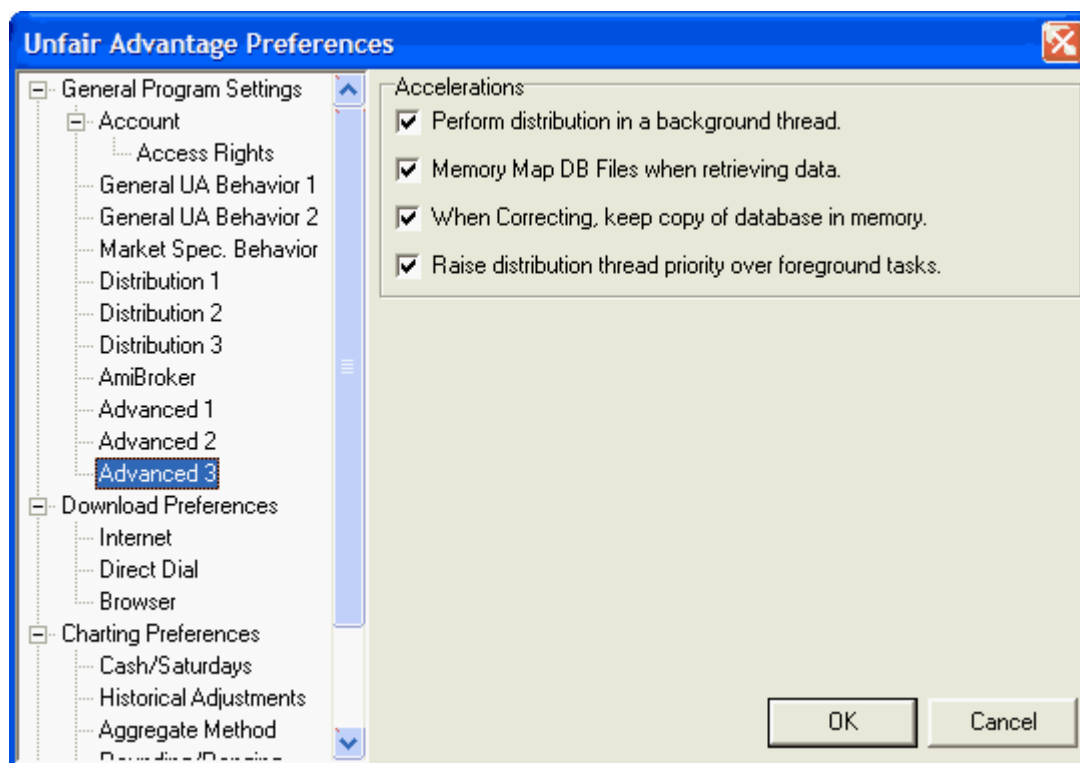 Unfair Advantage Preferences
General Program Settings
Account
Access Rights
General UA Behavior 1
General UA Behavior 2
Market Spec. Behavior
Distribution 1
Distribution 2
Distribution 3
AmiBroker
Advanced 1
Advanced 2
Advanced 3
Download Preferences
Internet
Direct Dial
Browser
Charting Preferences
Cash/Saturdays
Historical Adjustments
Aggregate Method
Accelerations
Perform distribution in a background thread.
Memory Map DB Files when retrieving data.
When Correcting, keep copy of database in memory.
Raise distribution thread priority over foreground tasks.
OK
Cancel